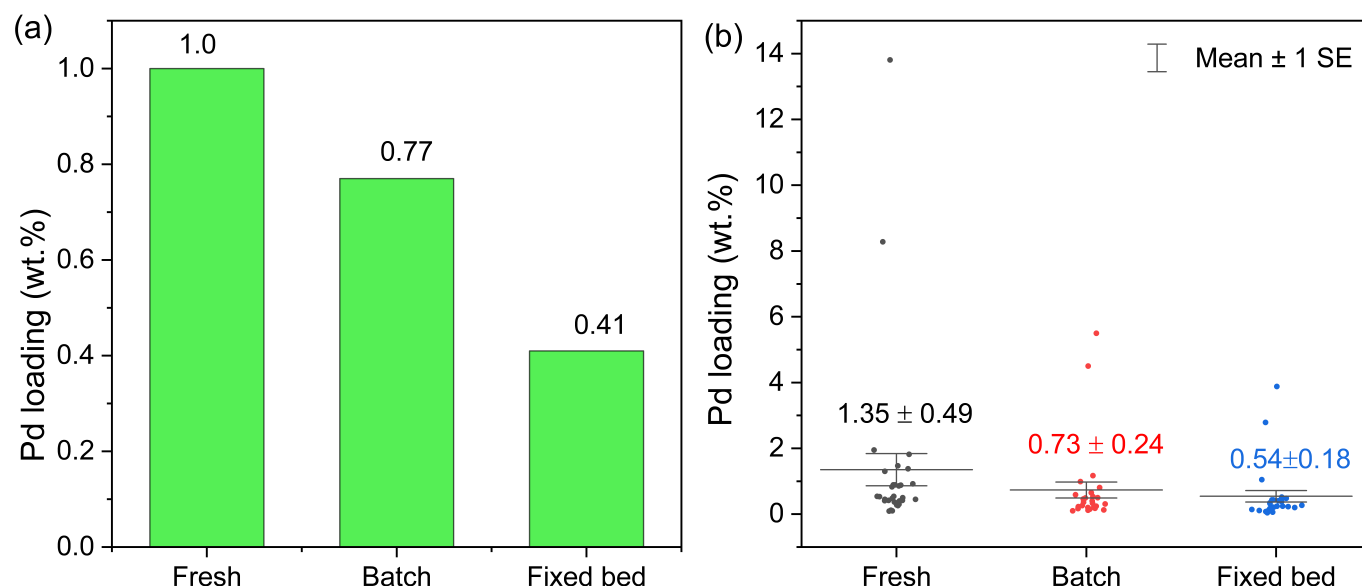 (a)
Pd loading (wt.%)
1.0
0.8
0.6
0.4
0.2
0.0
1.0
0.77
0.41
Fresh
Batch
Fixed bed
(b)
Pd loading (wt.%)
14
12
10
8
6
4
2
0
Mean ± 1 SE
1.35 ± 0.49
0.73 ± 0.24
0.54±0.18
Fresh
Batch
Fixed bed